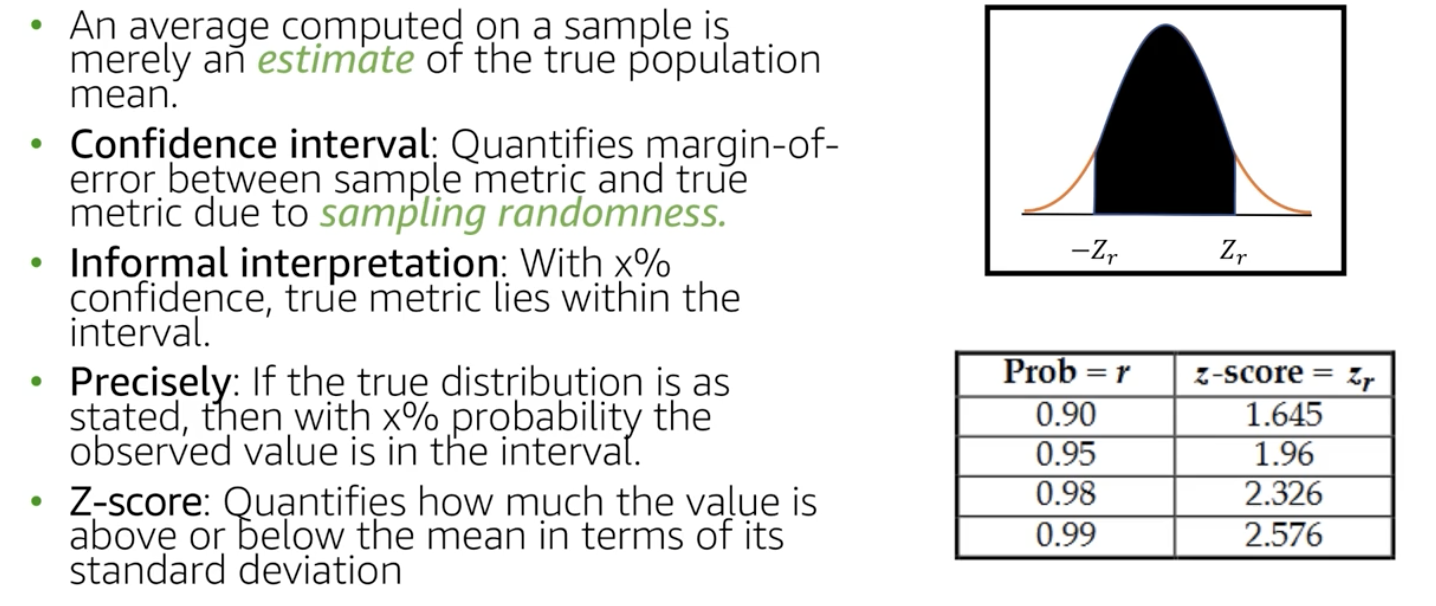 • An average computed on a sample is
merely an estimate of the true population
mean.
• Confidence interval: Quantifies margin-of-
error between sample metric and true
metric due to sampling randomness.
• Informal interpretation: With x%
confidence, true metric lies within the
interval.
• Precisely: If the true distribution is as
stated, then with x% probability the
observed value is in the interval.
• Z-score: Quantifies how much the value is
above or below the mean in terms of its
standard deviation
−Zr Zr
Prob = r z-score = zr
0.90 1.645
0.95 1.96
0.98 2.326
0.99 2.576